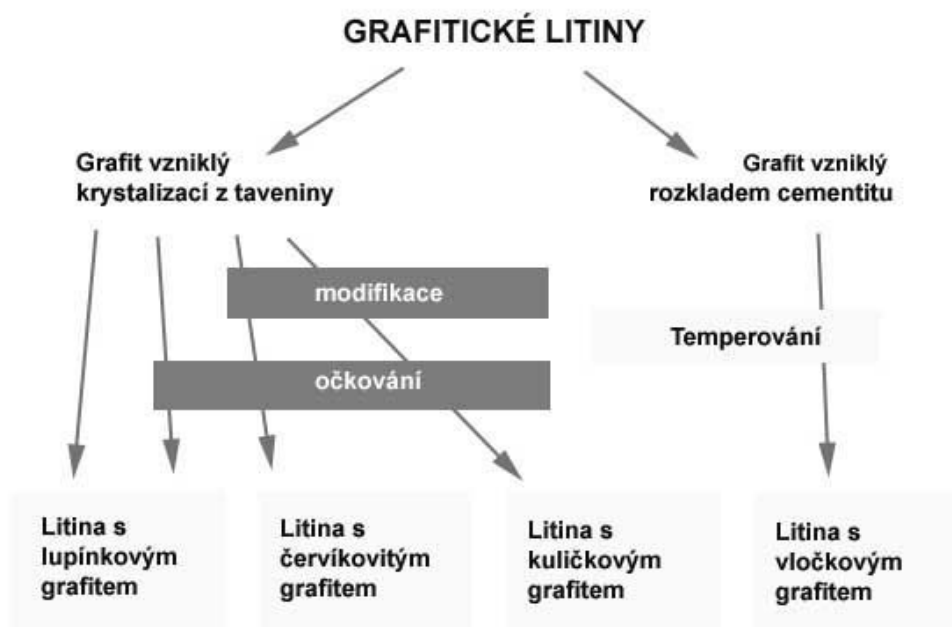 GRAFITICKÉ LITINY
Grafit vzniklý
krystalizací z taveniny
Grafit vzniklý
rozkladem cementitu
modifikace
Temperování
očkování
Litina s
lupínkovým
grafitem
Litina s
červíkovitým
grafitem
Litina s
kuličkovým
grafitem
Litina s
vločkovým
grafitem